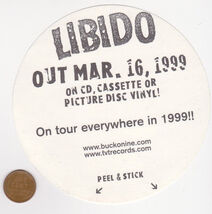 LIBIDO
OUT MAR. 16, 1999
ON CD, CASSETTE OR
PICTURE DISC VINYL!
On tour everywhere in 1999!!
www.buckonine.com
www.tvtrecords.com
PEEL & STICK